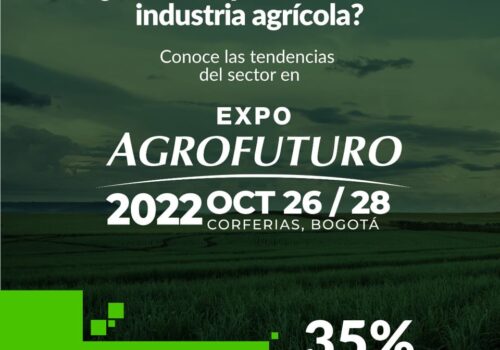 industria agrícola?
Conoce las tendencias
del sector en
EXPO
AGROFUTURO
2022 OCT 26 / 28
CORFERIAS, BOGOTÁ
35%